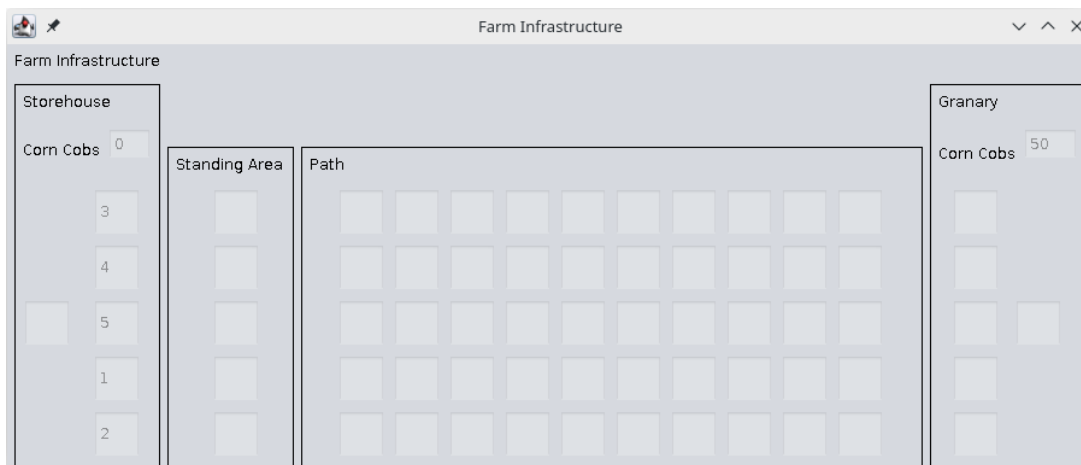 Farm Infrastructure
Farm Infrastructure
Storehouse
Granary
Corn Cobs 0
Corn Cobs 50
Standing Area
Path
3
4
5
1
2